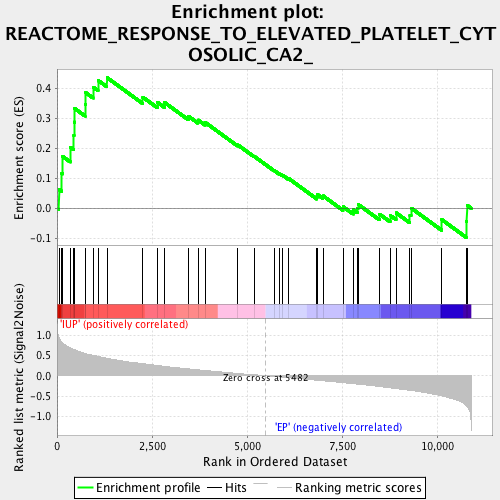 Enrichment plot:
REACTOME_RESPONSE_TO_ELEVATED_PLATELET_CYT
OSOLIC_CA2_
Enrichment score (ES)
0.4
0.3
0.2
0.1
0.0
-0.1
'IUP' (positively correlated)
Ranked list metric (Signal2Noise)
1.0
0.5
0.0
-0.5
-1.0
Zero cross at 5482
'EP' (negatively correlated)
0
2,500
5,000
7,500
10,000
Rank in Ordered Dataset
Enrichment profile
Hits
Ranking metric scores